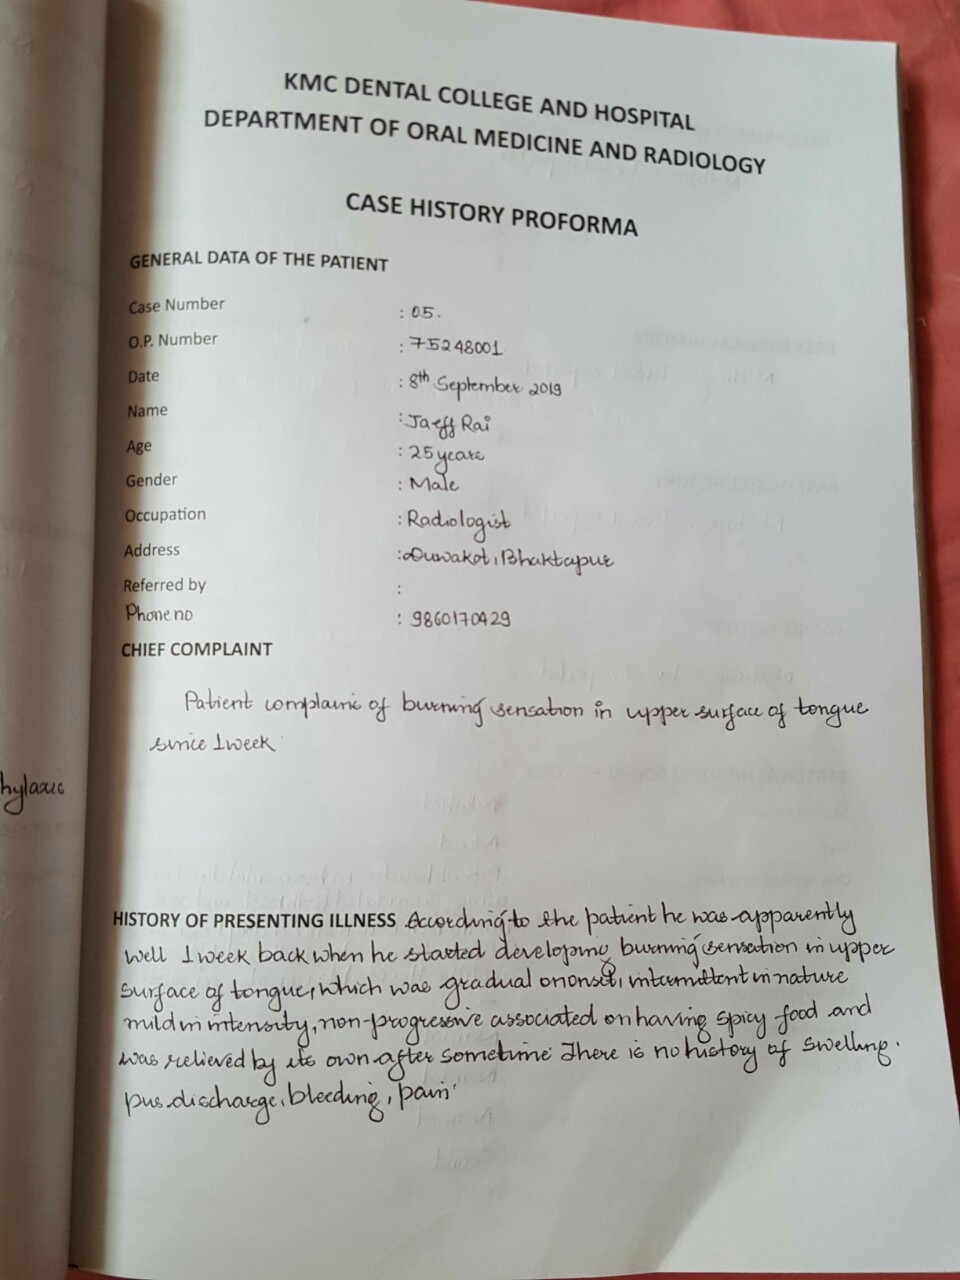 KMC DENTAL COLLEGE AND HOSPITAL
DEPARTMENT OF ORAL MEDICINE AND RADIOLOGY
CASE HISTORY PROFORMA
GENERAL DATA OF THE PATIENT
Case Number : 05.
O.P. Number : 75248001
Date : 8th September 2019
Name : Jaeff Rai
Age : 25 years
Gender : Male
Occupation : Radiologist
Address : Duwakot, Bhaktapur
Referred by :
Phone no : 9860170429
CHIEF COMPLAINT
Patient complains of burning sensation in upper surface of tongue
since 1 week
hylaxis
HISTORY OF PRESENTING ILLNESS According to the patient he was apparently
well 1 week back when he started developing burning sensation in upper
surface of tongue, which was gradual on onset, intermittent in nature
mild in intensity, non-progressive associated on having spicy food and
was relieved by its own after sometime. There is no history of swelling.
pus discharge, bleeding, pain